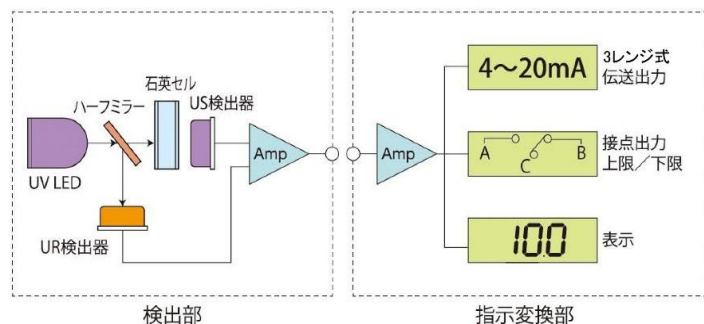 石英セル
ハーフミラー
US検出器
UV LED
UR検出器
Amp
検出部
Amp
4〜20mA
3レンジ式
伝送出力
A
C
B
接点出力
上限／下限
10.0
表示
指示変換部